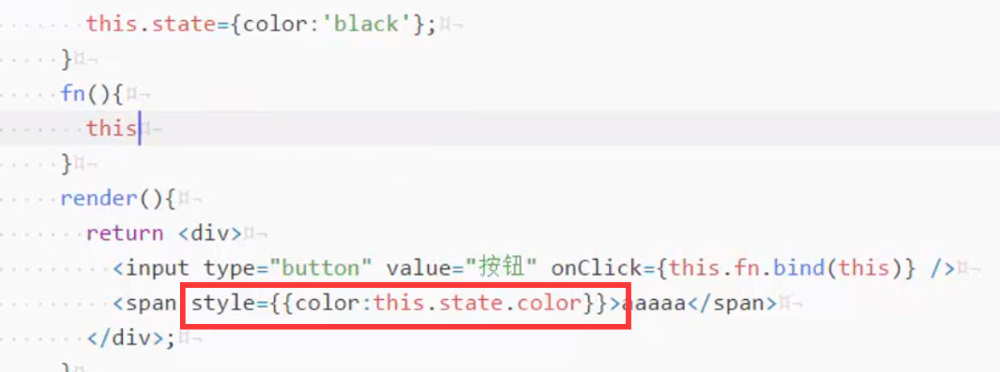 this.state={color:'black'};
}
fn(){
this
}
render(){
return <div>
<input type="button" value="按钮" onClick={this.fn.bind(this)} />
<span style={{color:this.state.color}}>aaaaa</span>
</div>;
}